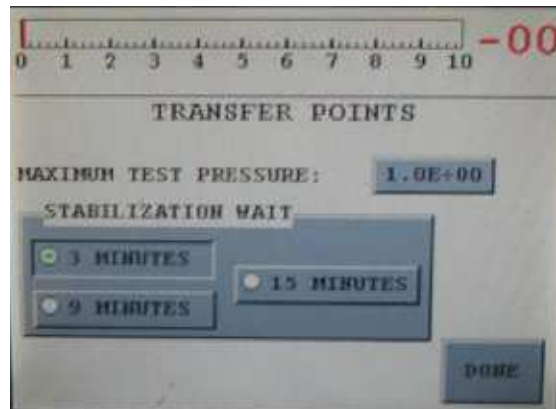 -00
0 1 2 3 4 5 6 7 8 9 10
TRANSFER POINTS
MAXIMUM TEST PRESSURE: 1.0E+00
STABILIZATION WAIT
3 MINUTES
15 MINUTES
9 MINUTES
DONE